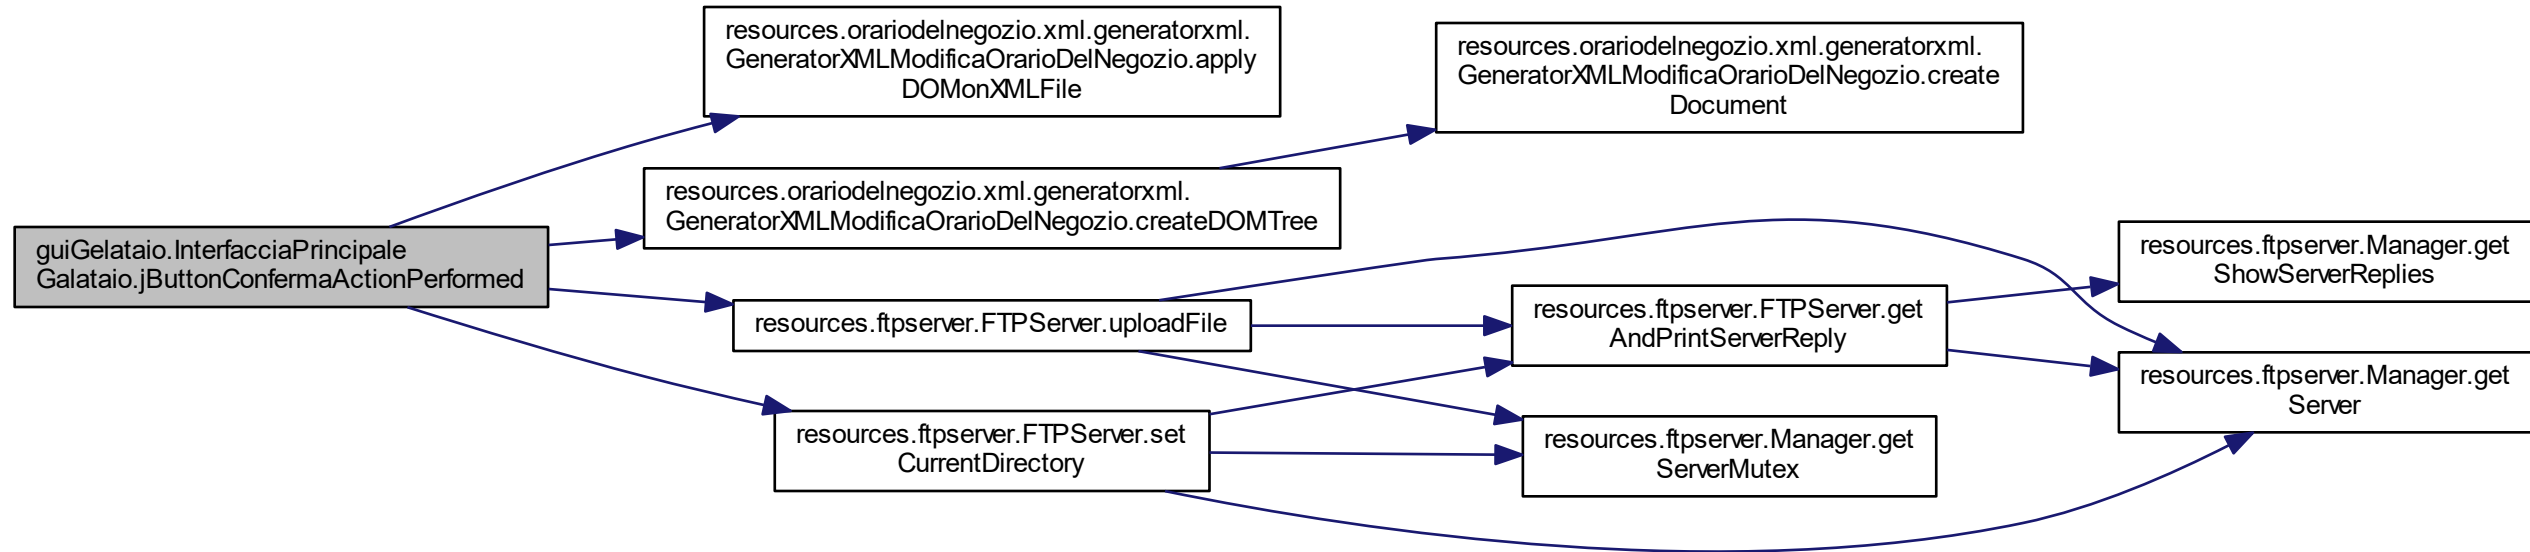 resources.orariodelnegozio.xml.generatorxml.
GeneratorXMLModificaOrarioDelNegozio.apply
DOMonXMLFile
resources.orariodelnegozio.xml.generatorxml.
GeneratorXMLModificaOrarioDelNegozio.create
Document
resources.orariodelnegozio.xml.generatorxml.
GeneratorXMLModificaOrarioDelNegozio.createDOMTree
guiGelataio.InterfacciaPrincipale
Galataio.jButtonConfermaActionPerformed
resources.ftpserver.FTPServer.uploadFile
resources.ftpserver.FTPServer.get
AndPrintServerReply
resources.ftpserver.Manager.get
ShowServerReplies
resources.ftpserver.Manager.get
Server
resources.ftpserver.FTPServer.set
CurrentDirectory
resources.ftpserver.Manager.get
ServerMutex